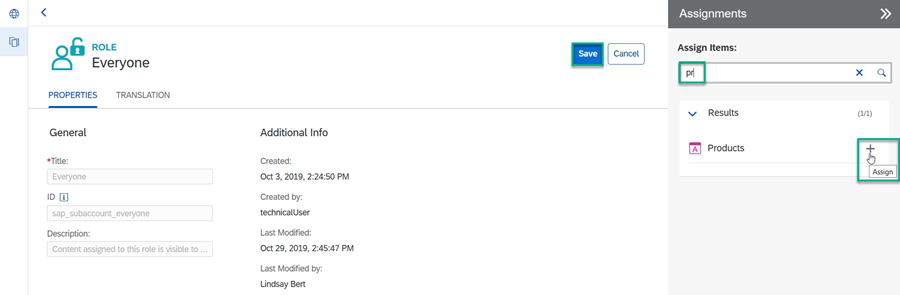 ROLE
Everyone
Save
Cancel
PROPERTIES
TRANSLATION
General
*Title:
Everyone
ID
sap_subaccount_everyone
Description:
Content assigned to this role is visible to ...
Additional Info
Created:
Oct 3, 2019, 2:24:50 PM
Created by:
technicalUser
Last Modified:
Oct 29, 2019, 2:45:47 PM
Last Modified by:
Lindsay Bert
Assignments
Assign Items:
pr
Results
(1/1)
A
Products
Assign